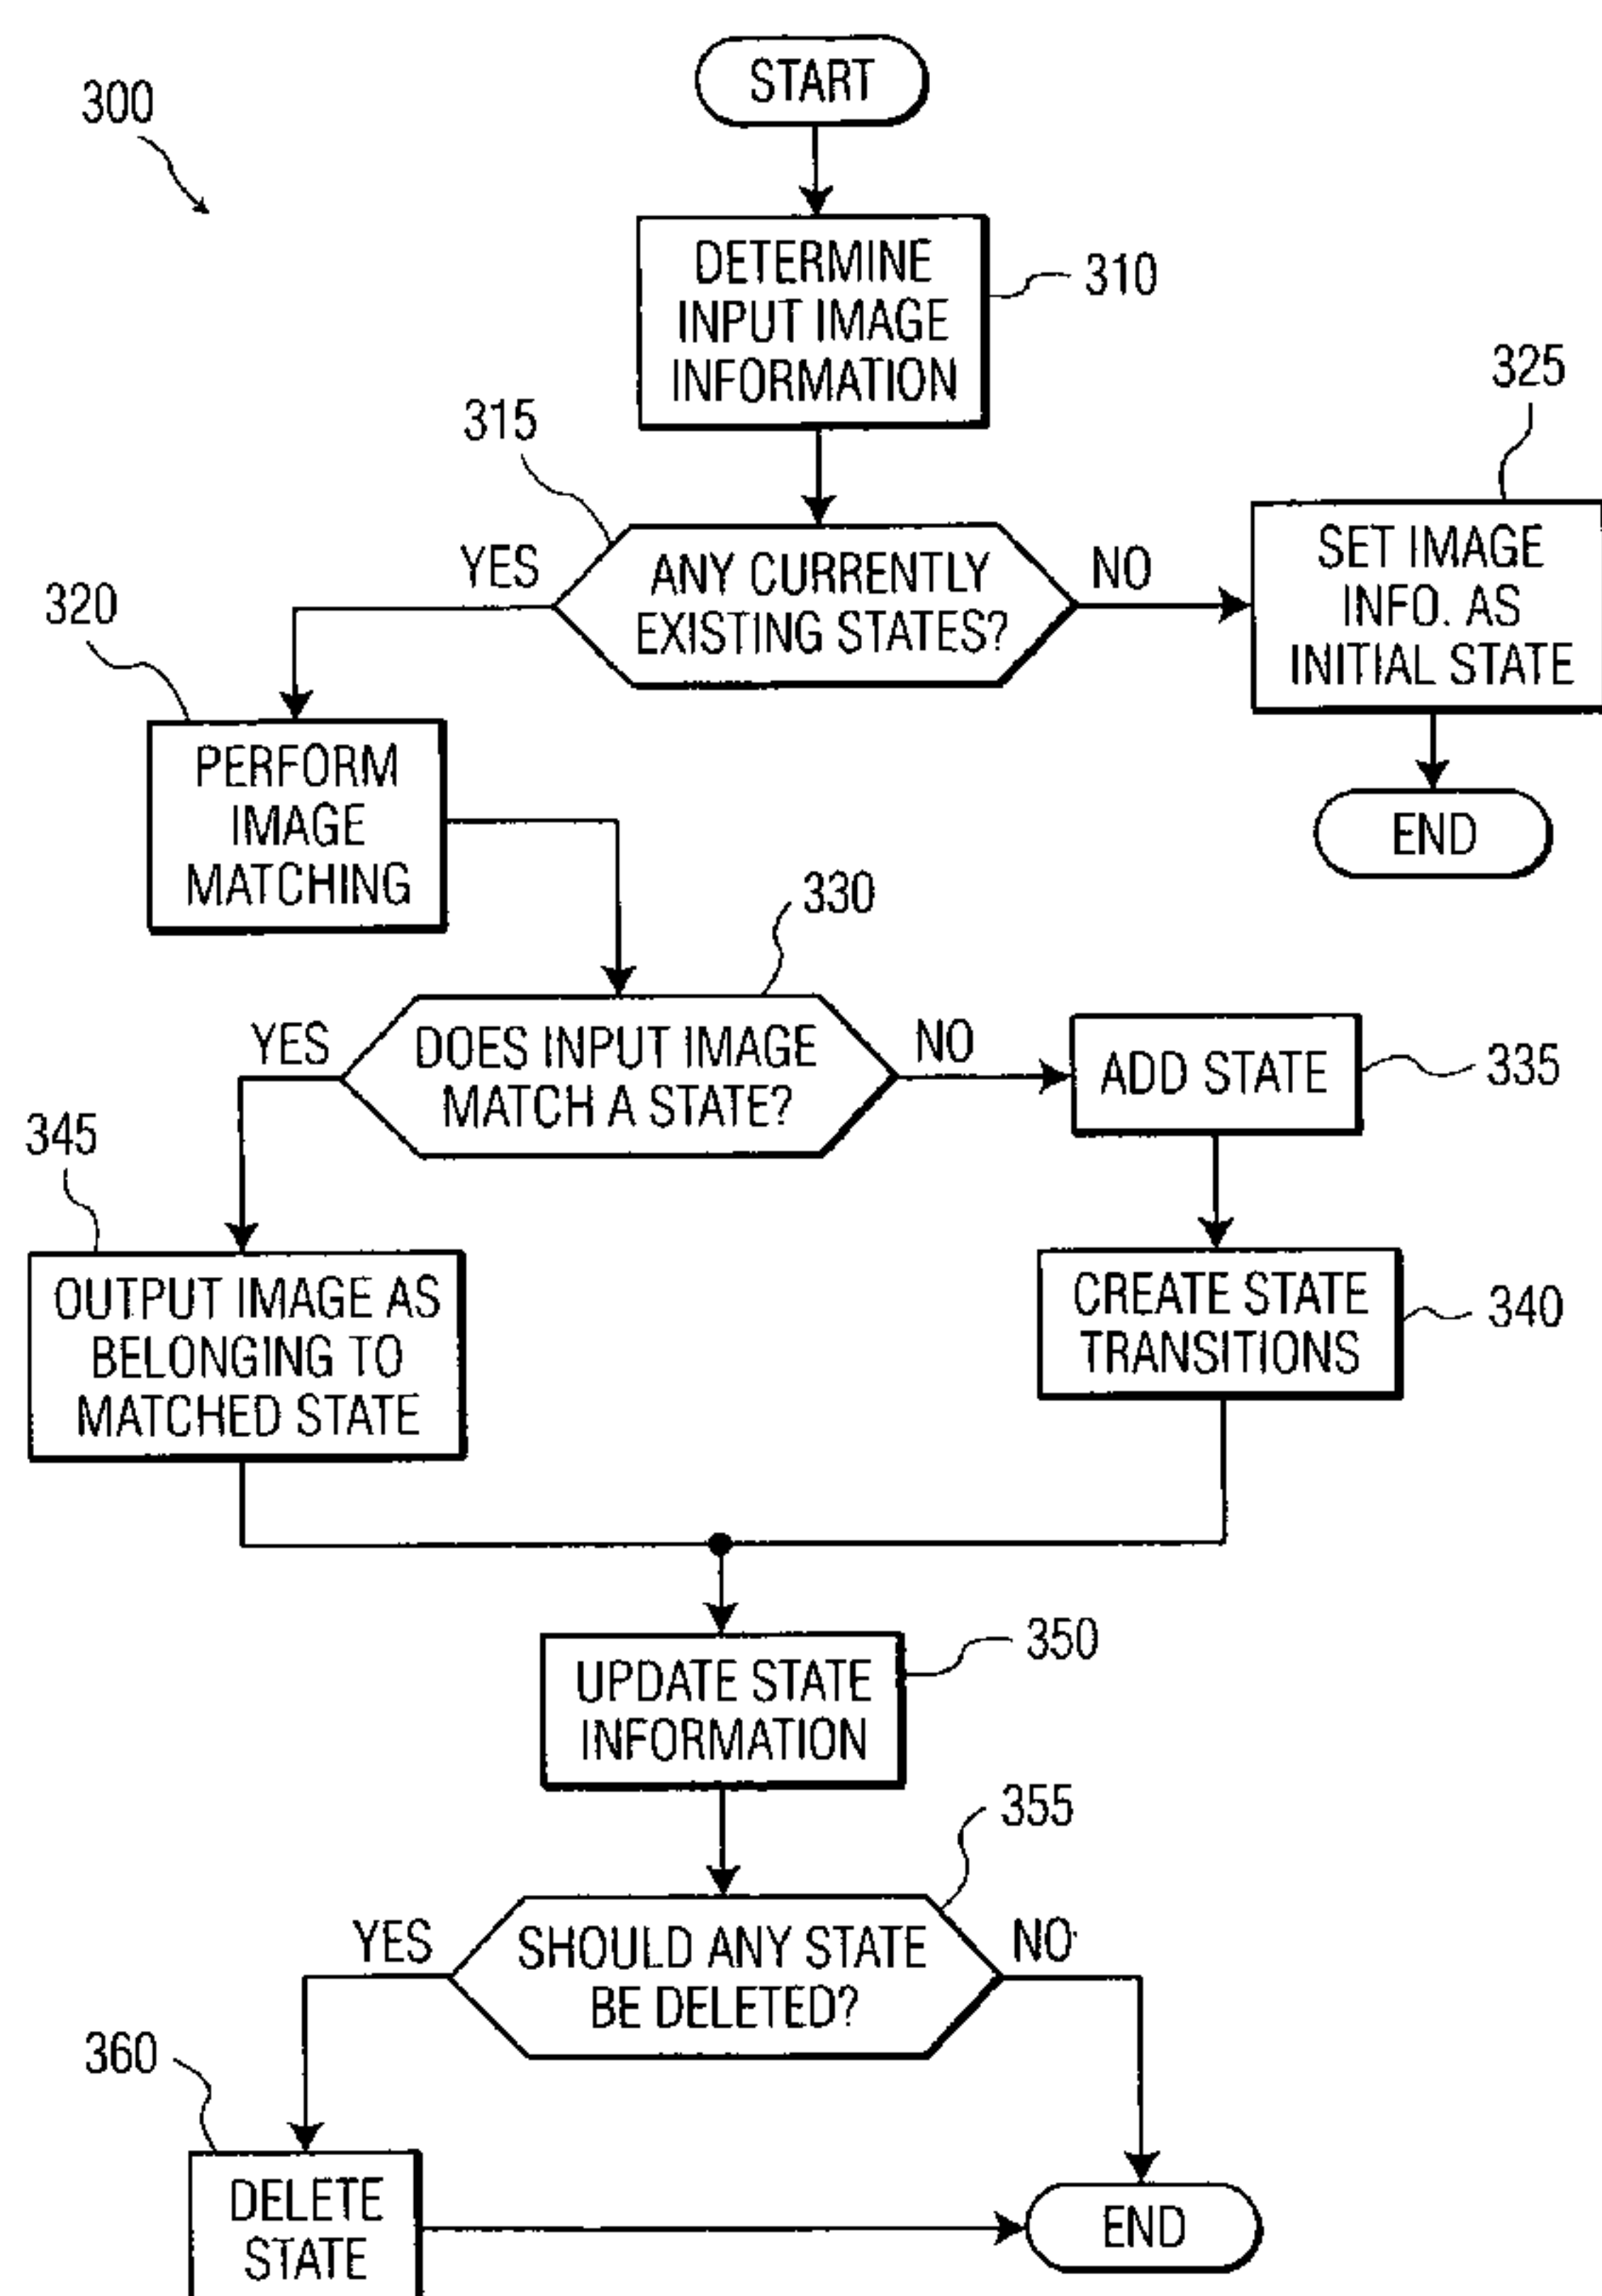 START
300
DETERMINE
INPUT IMAGE
INFORMATION
310
325
315
YES
ANY CURRENTLY
EXISTING STATES?
NO
SET IMAGE
INFO. AS
INITIAL STATE
320
PERFORM
IMAGE
MATCHING
END
330
YES
DOES INPUT IMAGE
MATCH A STATE?
NO
ADD STATE
335
345
OUTPUT IMAGE AS
BELONGING TO
MATCHED STATE
CREATE STATE
TRANSITIONS
340
UPDATE STATE
INFORMATION
350
355
YES
SHOULD ANY STATE
BE DELETED?
NO
360
DELETE
STATE
END